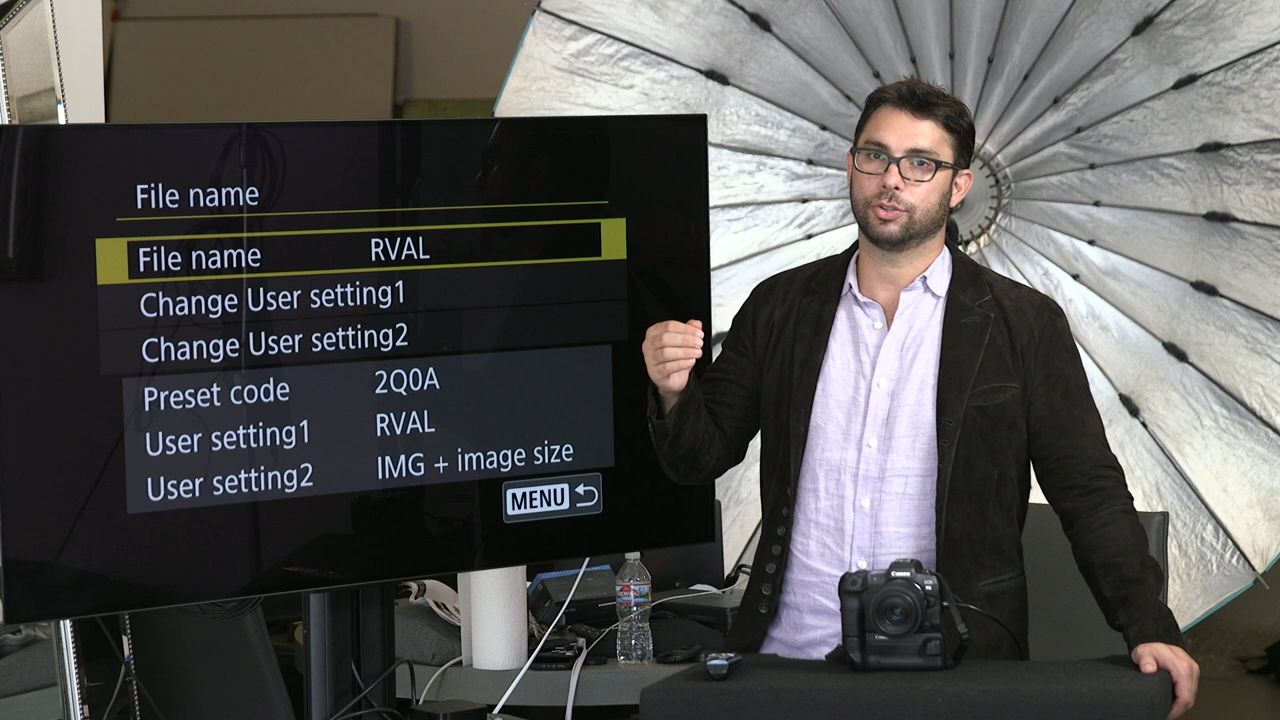 File name
File name RVAL
Change User setting1
Change User setting2
Preset code 2Q0A
User setting1 RVAL
User setting2 IMG + image size
MENU
Canon